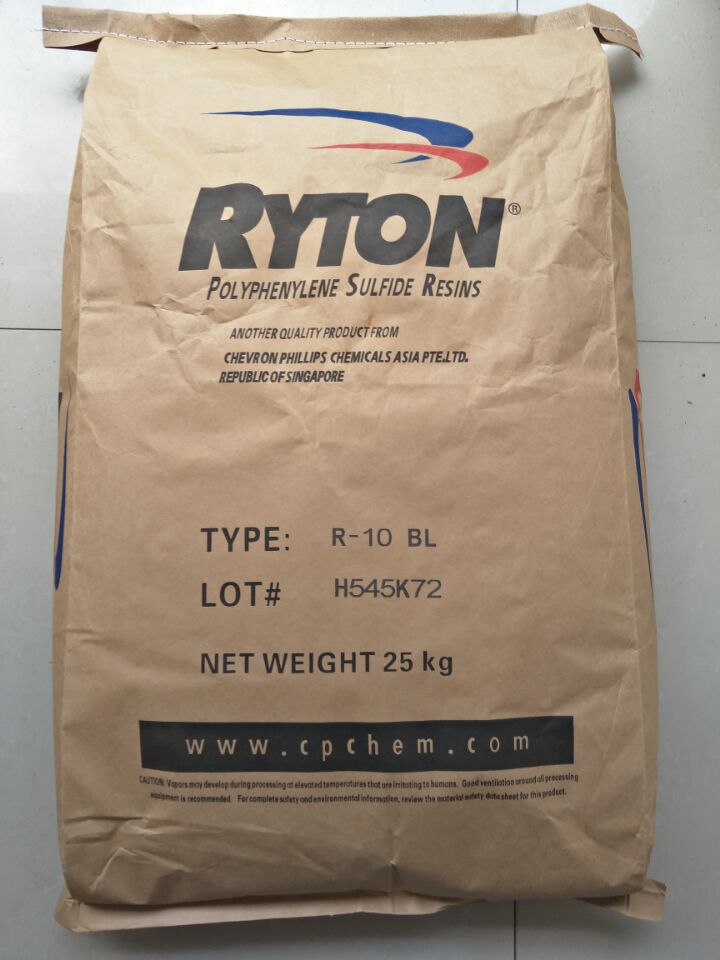 RYTON®
POLYPHENYLENE SULFIDE RESINS
ANOTHER QUALITY PRODUCT FROM
CHEVRON PHILLIPS CHEMICALS ASIA PTE.LTD.
REPUBLIC OF SINGAPORE
TYPE: R-10 BL
LOT# H545K72
NET WEIGHT 25 kg
www.cpchem.com
CAUTION: Vapors may develop during processing at elevated temperatures that are irritating to humans. Good ventilation around all processing
equipment is recommended. For complete safety and environmental information, review the material safety data sheet for this product.